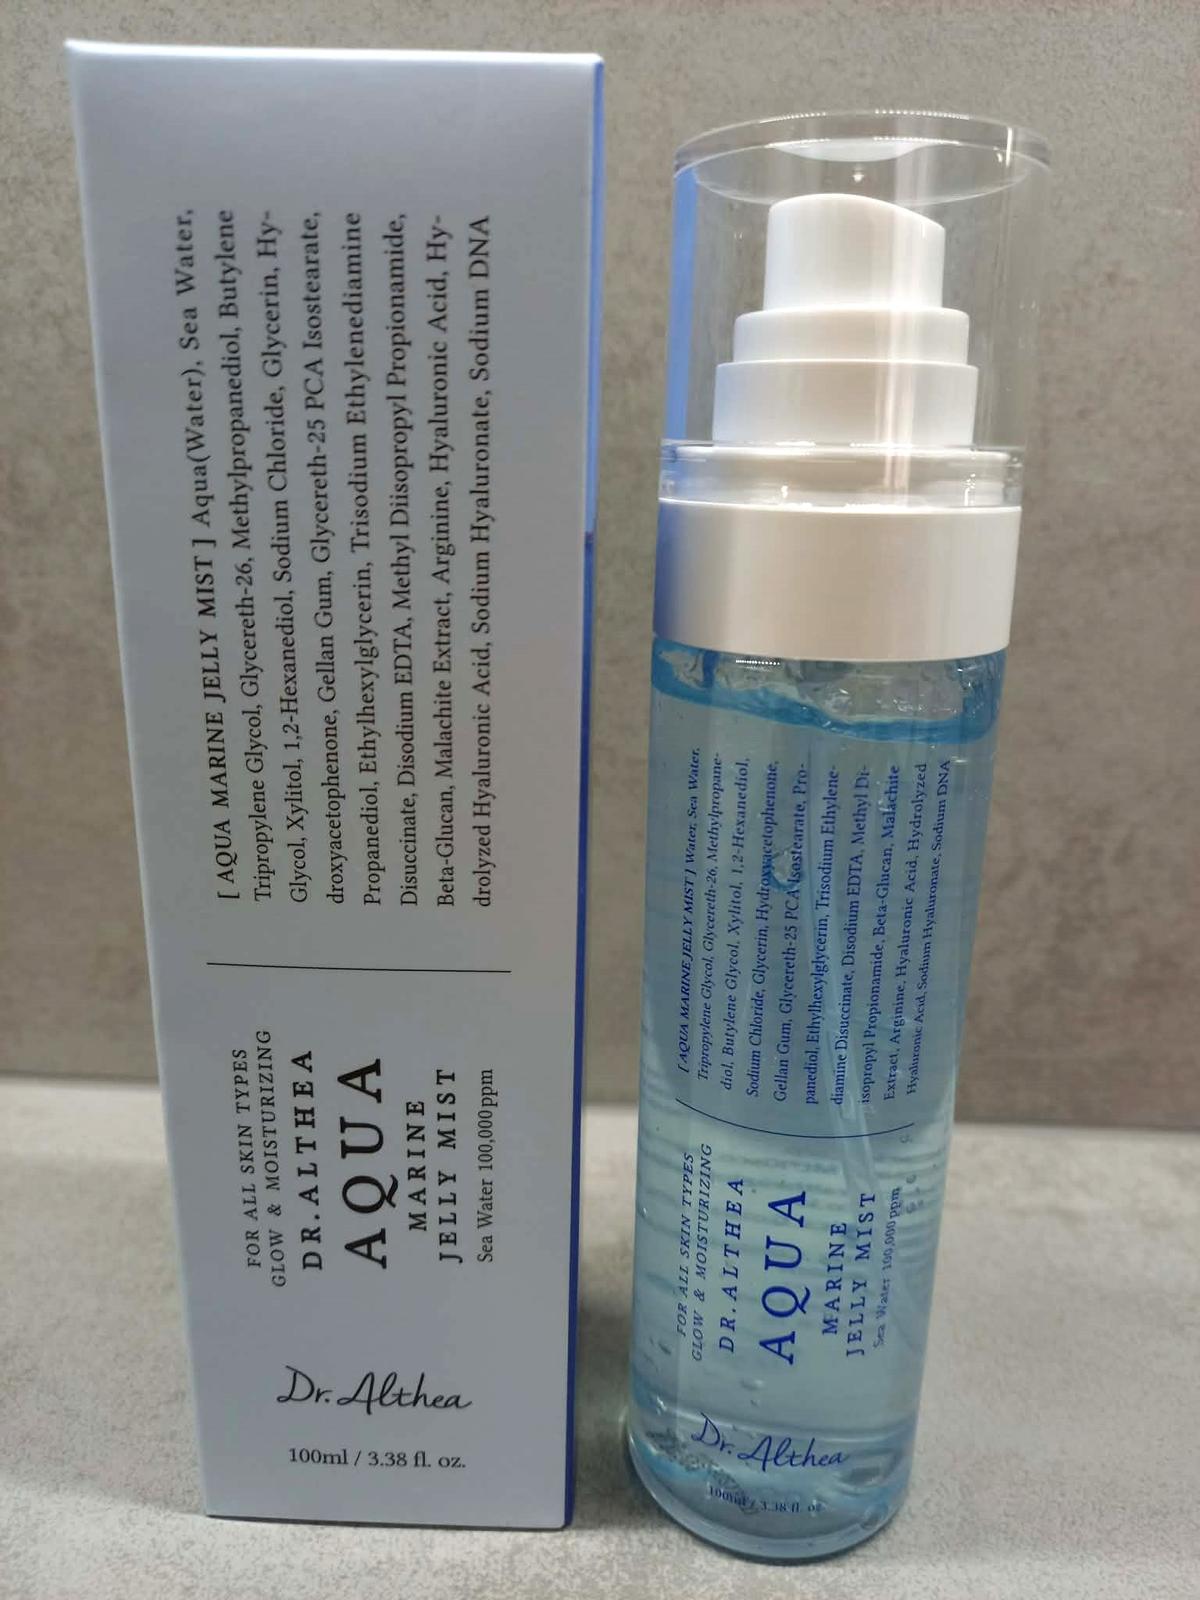 [ AQUA MARINE JELLY MIST ] Aqua(Water), Sea Water,
Tripropylene Glycol, Glycereth-26, Methylpropanediol, Butylene
Glycol, Xylitol, 1,2-Hexanediol, Sodium Chloride, Glycerin, Hy-
droxyacetophenone, Gellan Gum, Glycereth-25 PCA Isostearate,
Propanediol, Ethylhexylglycerin, Trisodium Ethylenediamine
Disuccinate, Disodium EDTA, Methyl Diisopropyl Propionamide,
Beta-Glucan, Malachite Extract, Arginine, Hyaluronic Acid, Hy-
drolyzed Hyaluronic Acid, Sodium Hyaluronate, Sodium DNA
FOR ALL SKIN TYPES
GLOW & MOISTURIZING
DR.ALTHEA
AQUA
MARINE
JELLY MIST
Sea Water 100,000ppm
Dr. Althea
100ml / 3.38 fl. oz.
[ AQUA MARINE JELLY MIST ] Water, Sea Water,
Tripropylene Glycol, Glycereth-26, Methylpropane-
diol, Butylene Glycol, Xylitol, 1,2-Hexanediol,
Sodium Chloride, Glycerin, Hydroxyacetophenone,
Gellan Gum, Glycereth-25 PCA Isostearate, Pro-
panediol, Ethylhexylglycerin, Trisodium Ethylene-
diamine Disuccinate, Disodium EDTA, Methyl Di-
isopropyl Propionamide, Beta-Glucan, Malachite
Extract, Arginine, Hyaluronic Acid, Hydrolyzed
Hyaluronic Acid, Sodium Hyaluronate, Sodium DNA
FOR ALL SKIN TYPES
GLOW & MOISTURIZING
DR.ALTHEA
AQUA
MARINE
JELLY MIST
Sea Water 100,000ppm
Dr. Althea
100ml / 3.38 fl. oz.